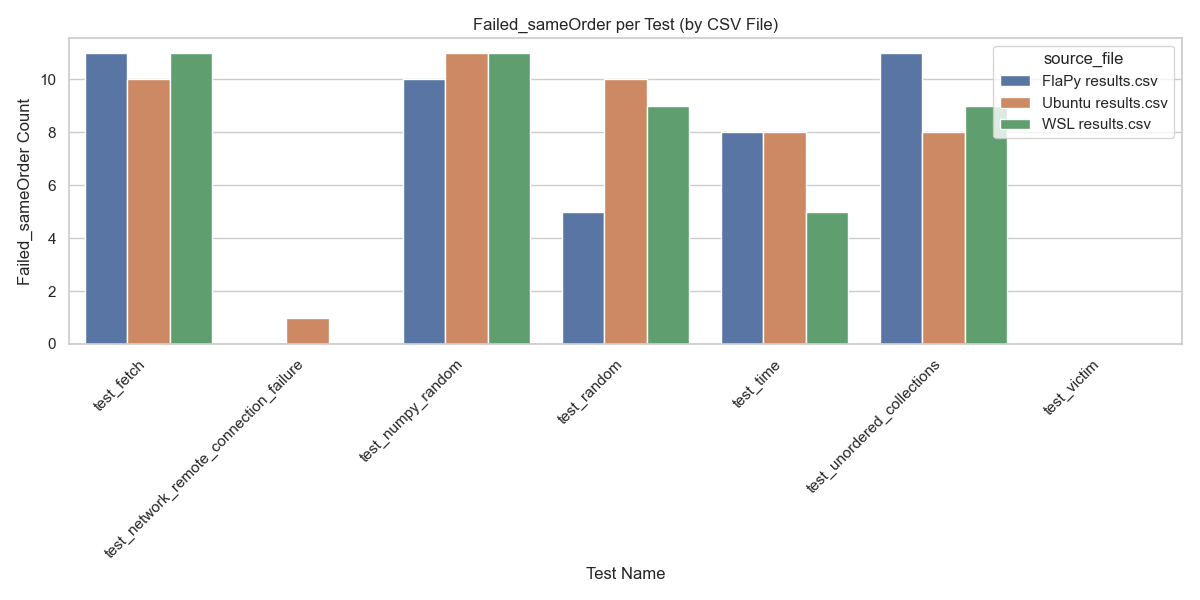 Failed_sameOrder per Test (by CSV File)
Failed_sameOrder Count
10
8
6
4
2
0
source_file
FlaPy results.csv
Ubuntu results.csv
WSL results.csv
test_fetch
test_network_remote_connection_failure
test_numpy_random
test_random
test_time
test_unordered_collections
test_victim
Test Name